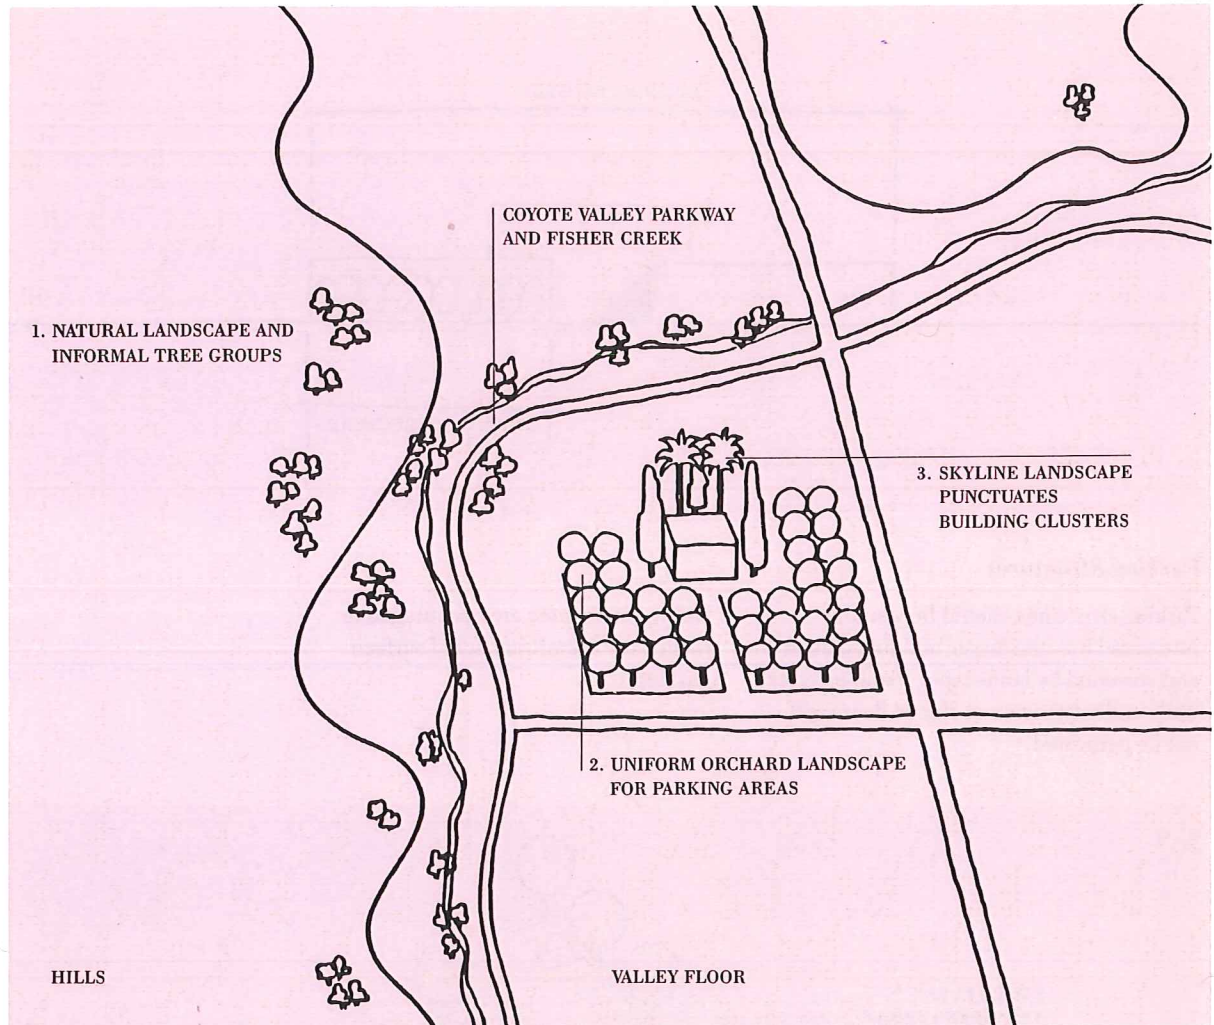 COYOTE VALLEY PARKWAY
AND FISHER CREEK
1. NATURAL LANDSCAPE AND
INFORMAL TREE GROUPS
3. SKYLINE LANDSCAPE
PUNCTUATES
BUILDING CLUSTERS
2. UNIFORM ORCHARD LANDSCAPE
FOR PARKING AREAS
HILLS
VALLEY FLOOR